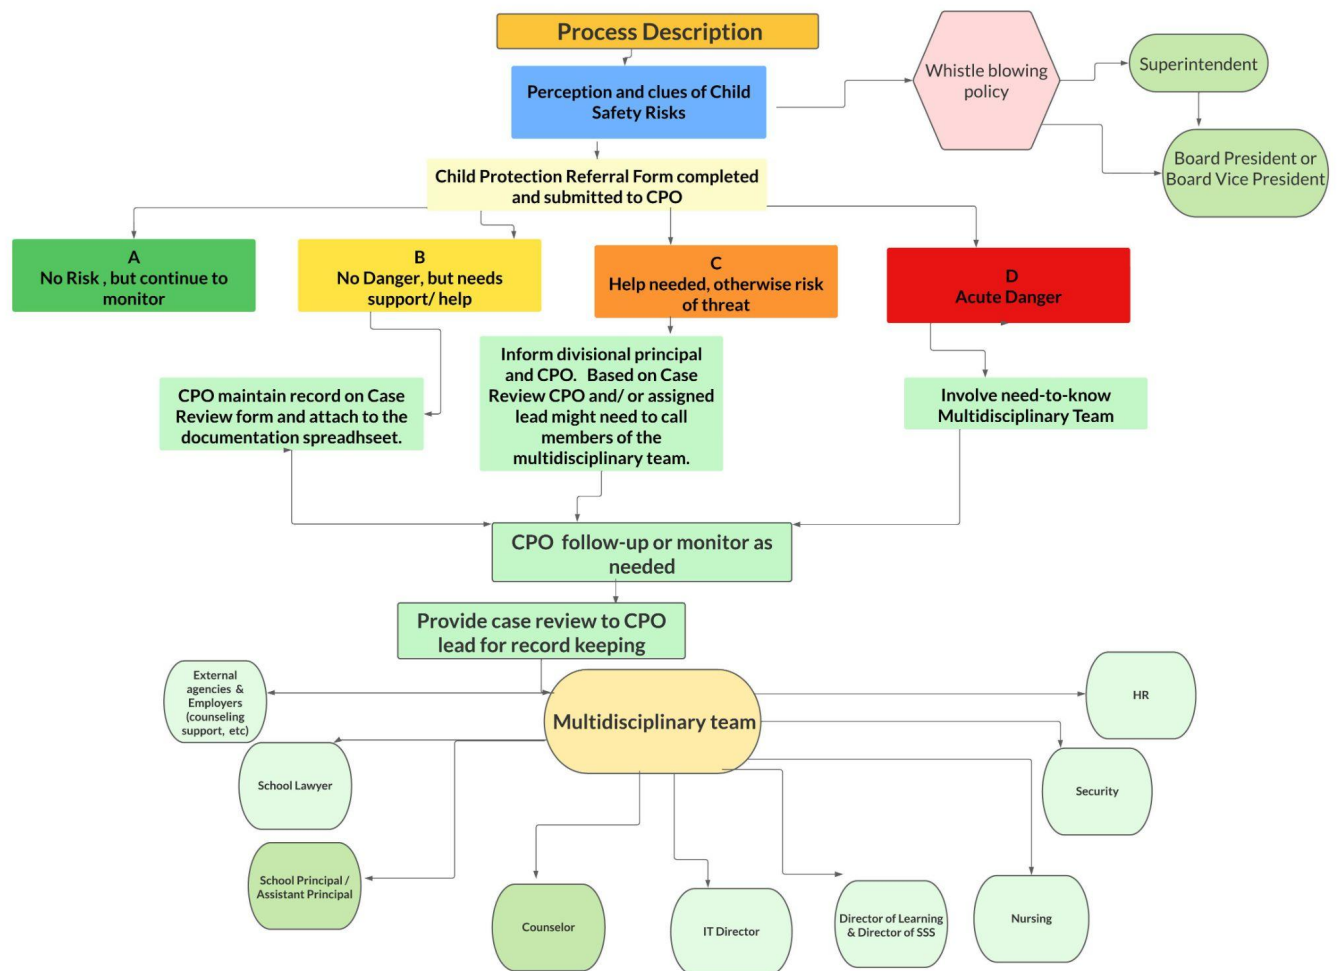 Process Description
Perception and clues of Child
Safety Risks
Whistle blowing
policy
Superintendent
Board President or
Board Vice President
Child Protection Referral Form completed
and submitted to CPO
A
No Risk , but continue to
monitor
B
No Danger, but needs
support/ help
C
Help needed, otherwise risk
of threat
D
Acute Danger
CPO maintain record on Case
Review form and attach to the
documentation spreadhseet.
Inform divisional principal
and CPO. Based on Case
Review CPO and/ or assigned
lead might need to call
members of the
multidisciplinary team.
Involve need-to-know
Multidisciplinary Team
CPO follow-up or monitor as
needed
Provide case review to CPO
lead for record keeping
External
agencies &
Employers
(counseling
support, etc)
Multidisciplinary team
HR
School Lawyer
Security
School Principal /
Assistant Principal
Counselor
IT Director
Director of Learning
& Director of SSS
Nursing